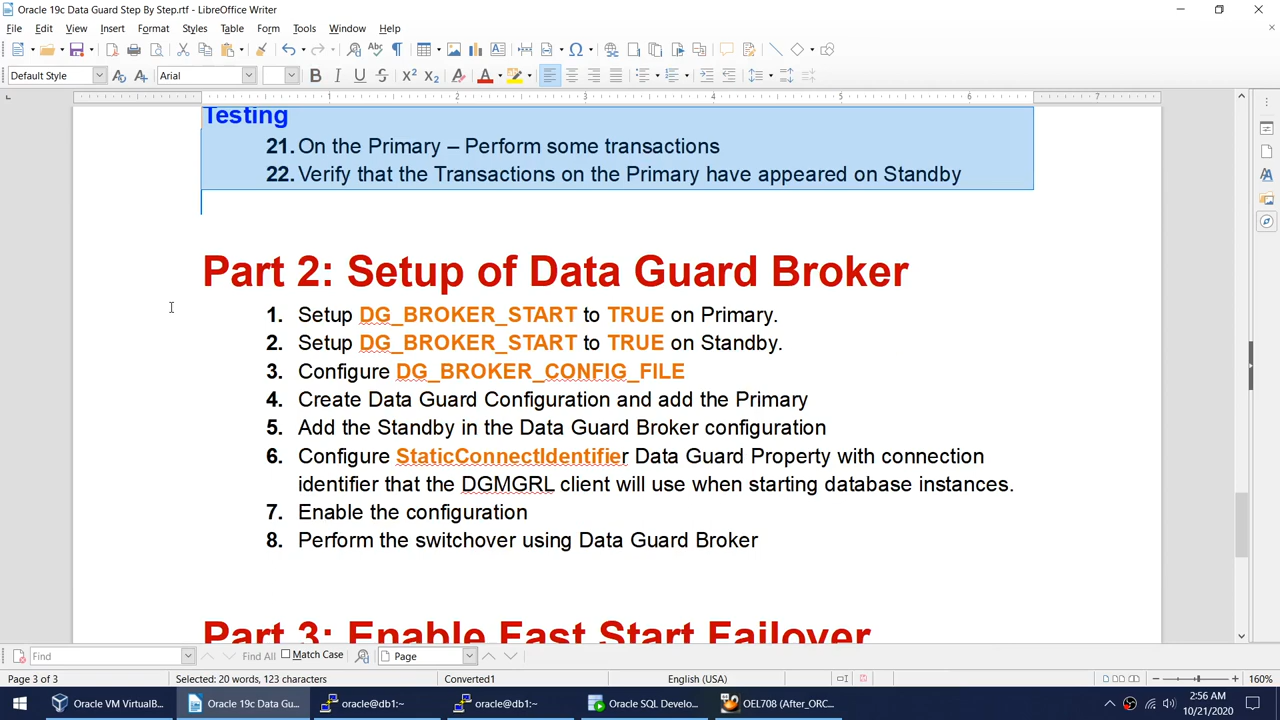 Oracle 19c Data Guard Step By Step.rtf - LibreOffice Writer
File Edit View Insert Format Styles Table Form Tools Window Help
Default Style Arial
1 2 3 4 5 6 7
Testing
21. On the Primary – Perform some transactions
22. Verify that the Transactions on the Primary have appeared on Standby
Part 2: Setup of Data Guard Broker
1. Setup DG_BROKER_START to TRUE on Primary.
2. Setup DG_BROKER_START to TRUE on Standby.
3. Configure DG_BROKER_CONFIG_FILE
4. Create Data Guard Configuration and add the Primary
5. Add the Standby in the Data Guard Broker configuration
6. Configure StaticConnectIdentifier Data Guard Property with connection
identifier that the DGMGRL client will use when starting database instances.
7. Enable the configuration
8. Perform the switchover using Data Guard Broker
Part 3: Enable Fast Start Failover
Find Find All Match Case Page
Page 3 of 3 Selected: 20 words, 123 characters Converted1 English (USA) 160%
Oracle VM VirtualB... Oracle 19c Data Gu... oracle@db1:~ oracle@db1:~ Oracle SQL Develo... OEL708 (After_ORC... 2:56 AM
10/21/2020